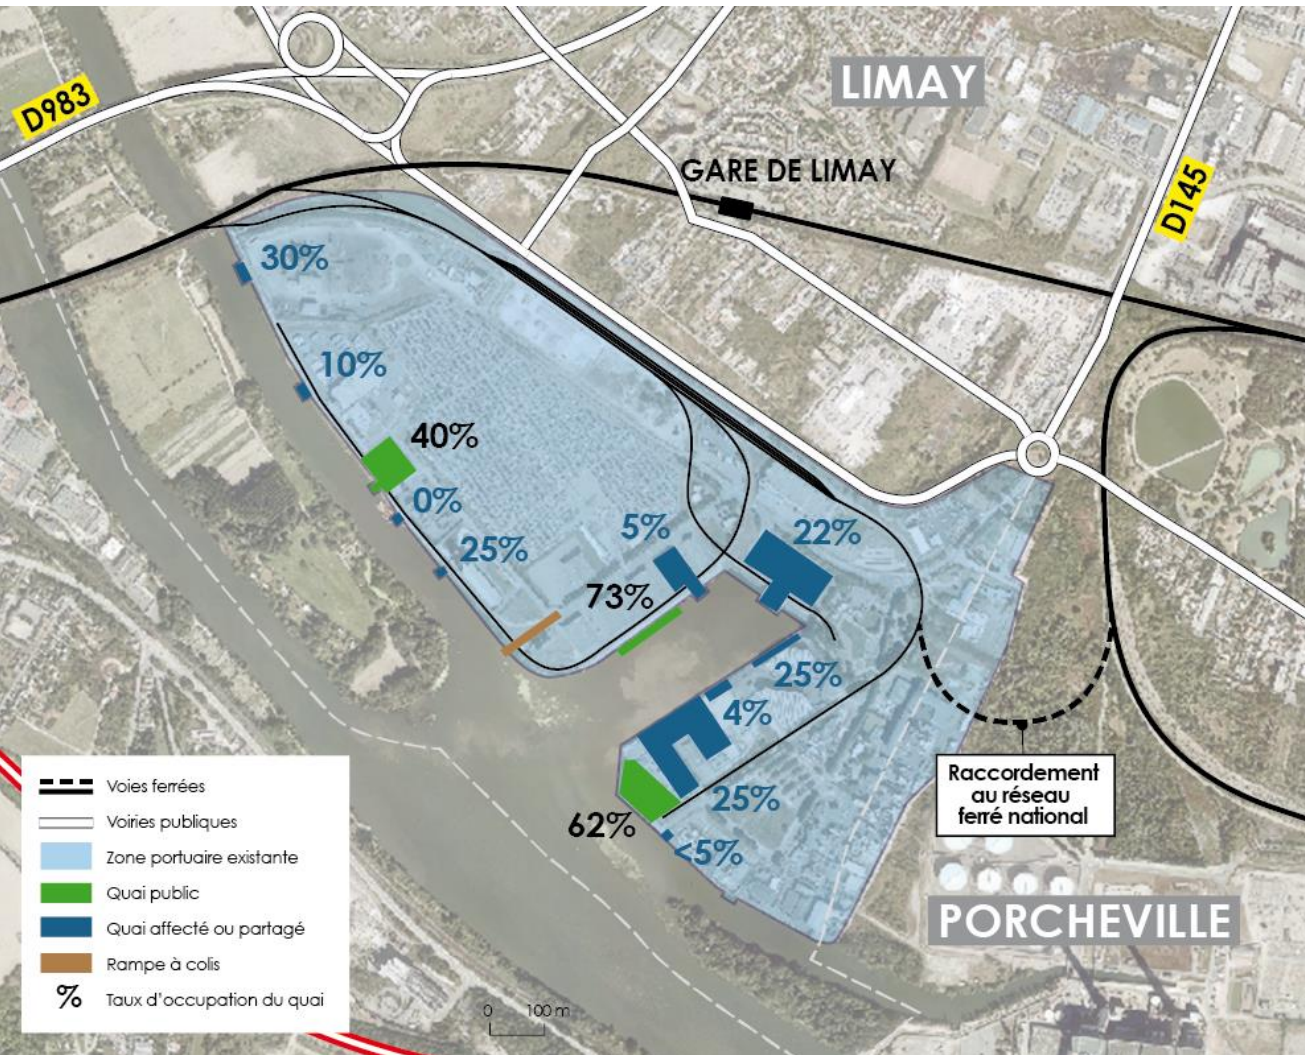 LIMAY
D983
GARE DE LIMAY
D145
30%
10%
40%
0%
25%
5%
22%
73%
25%
4%
25%
62%
<5%
Raccordement
au réseau
ferré national
PORCHEVILLE
Voies ferrées
Voiries publiques
Zone portuaire existante
Quai public
Quai affecté ou partagé
Rampe à colis
% Taux d'occupation du quai
0 100 m